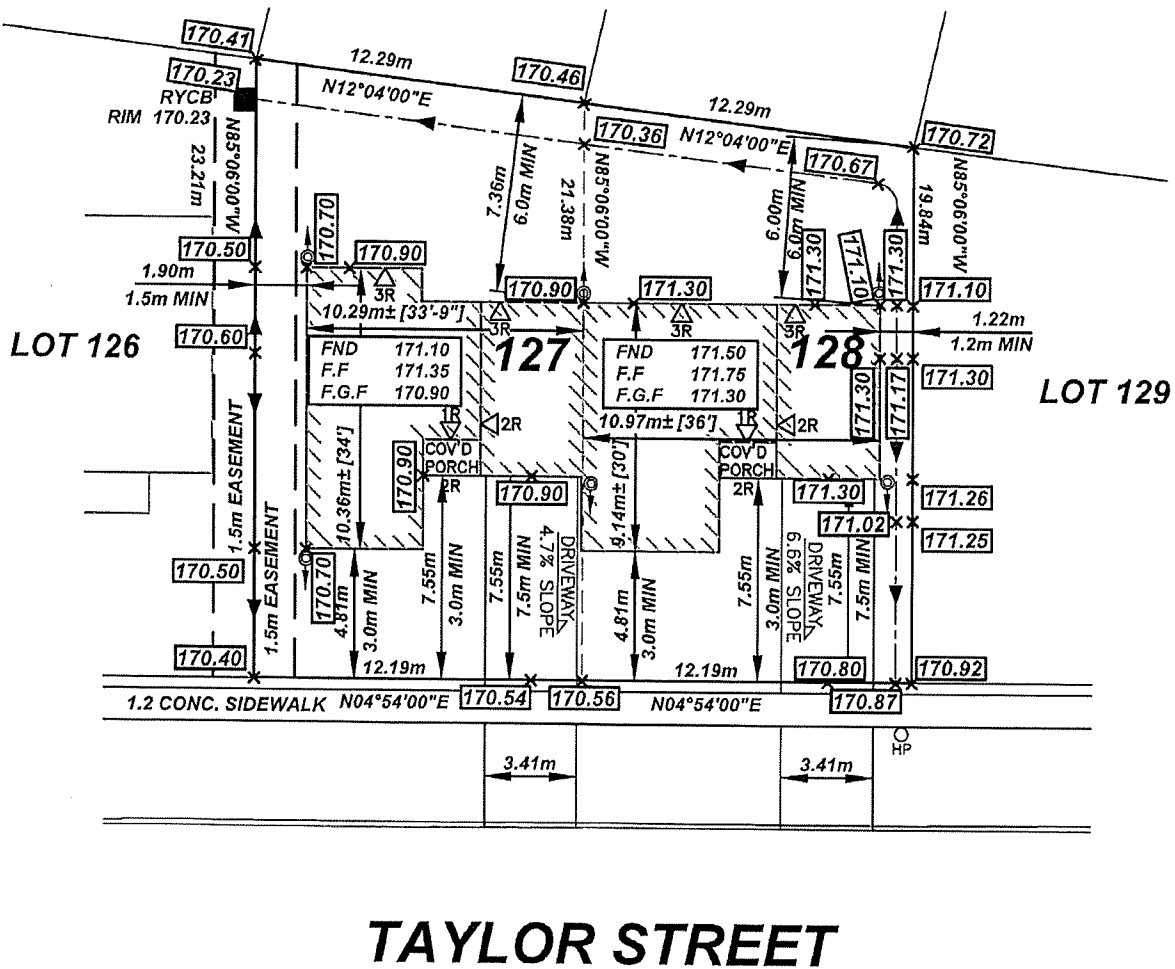 170.41
12.29m
170.46
170.23
N12°04'00"E
12.29m
RYCB
RIM 170.23
170.36
N12°04'00"E
170.72
170.67
N85°06'00"W
23.21m
7.36m
6.0m MIN
N85°06'00"W
21.38m
6.00m
6.0m MIN
N85°06'00"W
19.84m
170.50
170.70
170.90
3R
1.90m
1.5m MIN
170.90
3R
171.30
3R
171.30
171.10
171.30
3R
171.10
10.29m± [33'-9"]
1.22m
1.2m MIN
170.60
LOT 126
127
128
LOT 129
FND 171.10
F.F 171.35
F.G.F 170.90
FND 171.50
F.F 171.75
F.G.F 171.30
171.30
171.30
171.17
1R
2R
10.97m± [36']
1R
2R
COV'D
PORCH
2R
COV'D
PORCH
2R
1.5m EASEMENT
1.5m EASEMENT
10.36m± [34']
170.90
170.90
9.14m± [30']
171.30
171.26
171.02
171.25
170.50
170.70
4.81m
3.0m MIN
7.55m
3.0m MIN
7.55m
7.5m MIN
DRIVEWAY
4.7% SLOPE
4.81m
3.0m MIN
7.55m
3.0m MIN
DRIVEWAY
6.6% SLOPE
7.55m
7.5m MIN
170.40
12.19m
12.19m
170.80
170.92
1.2 CONC. SIDEWALK
N04°54'00"E
170.54
170.56
N04°54'00"E
170.87
HP
3.41m
3.41m
TAYLOR STREET